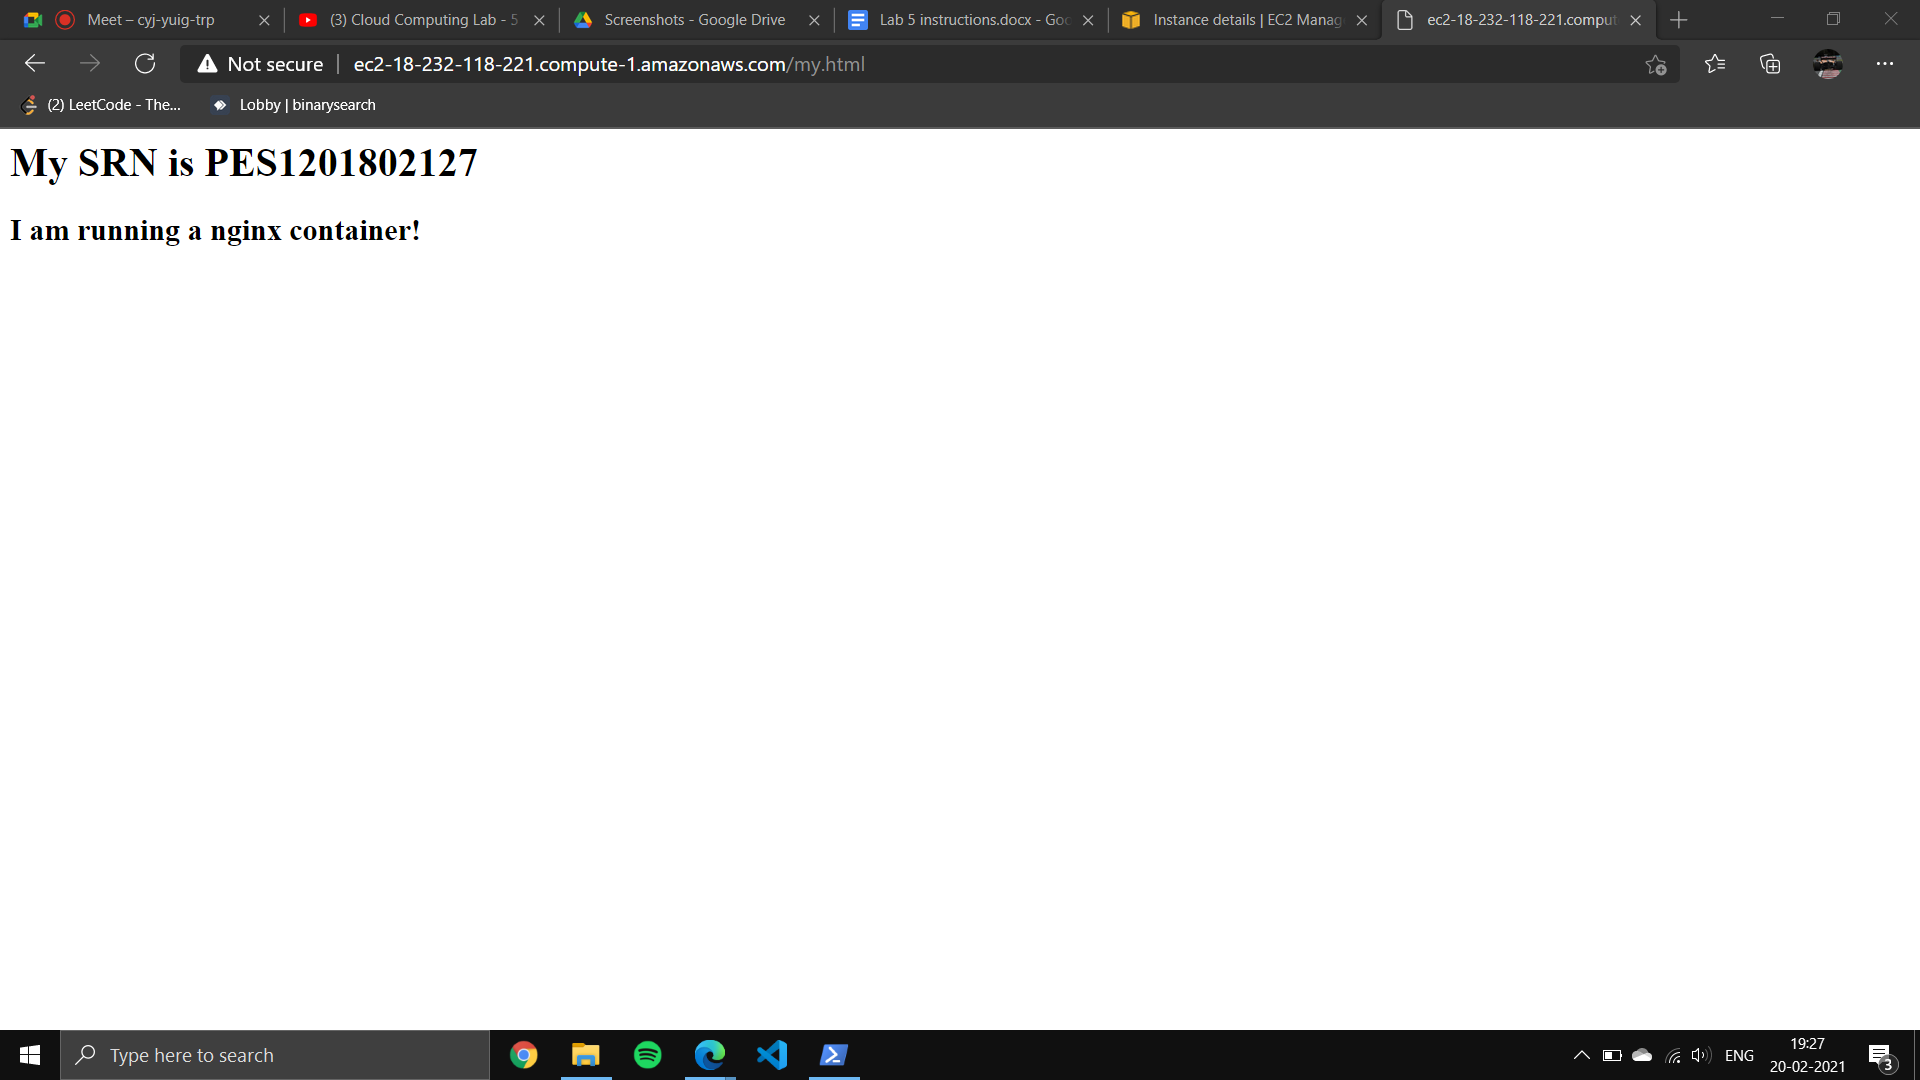 Meet – cyj-yuig-trp
(3) Cloud Computing Lab - 5
Screenshots - Google Drive
Lab 5 instructions.docx - Goo
Instance details | EC2 Manag
ec2-18-232-118-221.comput
Not secure
ec2-18-232-118-221.compute-1.amazonaws.com/my.html
(2) LeetCode - The...
Lobby | binarysearch
My SRN is PES1201802127
I am running a nginx container!
Type here to search
ENG
19:27
20-02-2021
3